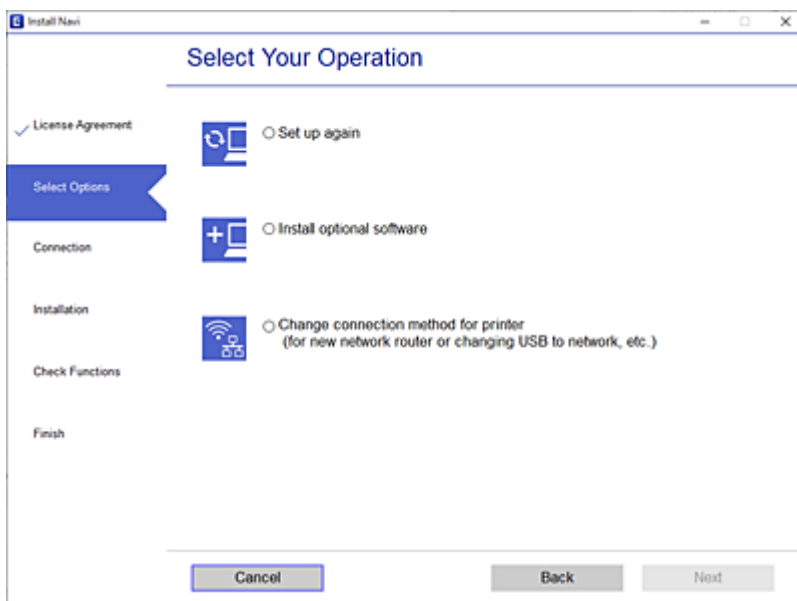 Install Navi
Select Your Operation
License Agreement
Select Options
Connection
Installation
Check Functions
Finish
Set up again
Install optional software
Change connection method for printer
(for new network router or changing USB to network, etc.)
Cancel
Back
Next